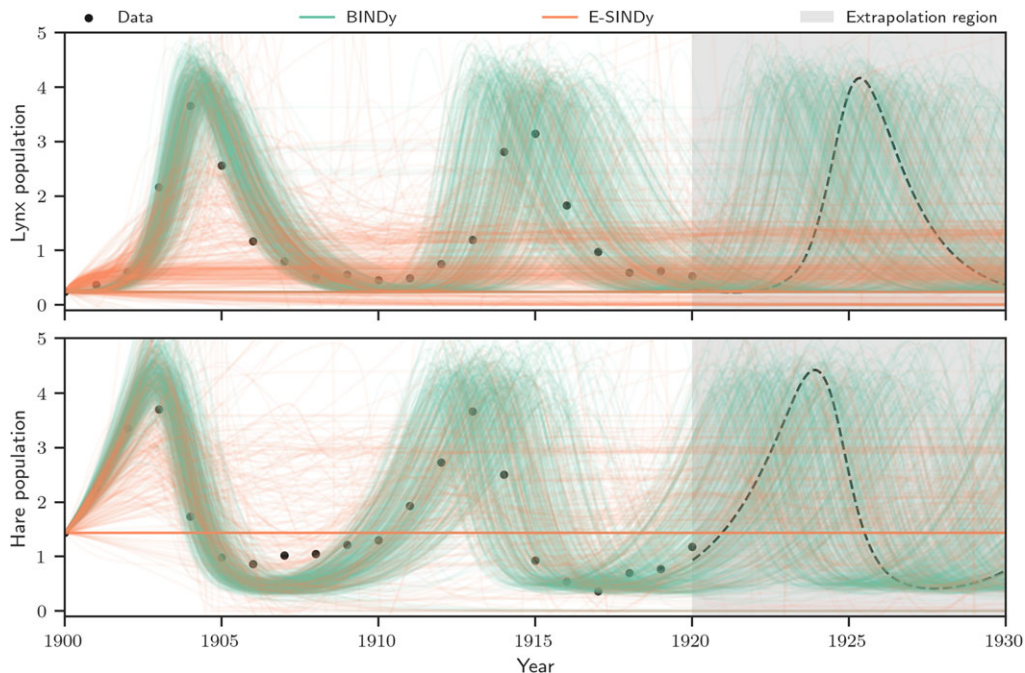 Data BINDy E-SINDy Extrapolation region
5
4
3
2
1
0
Lynx population
5
4
3
2
1
0
Hare population
1900 1905 1910 1915 1920 1925 1930
Year